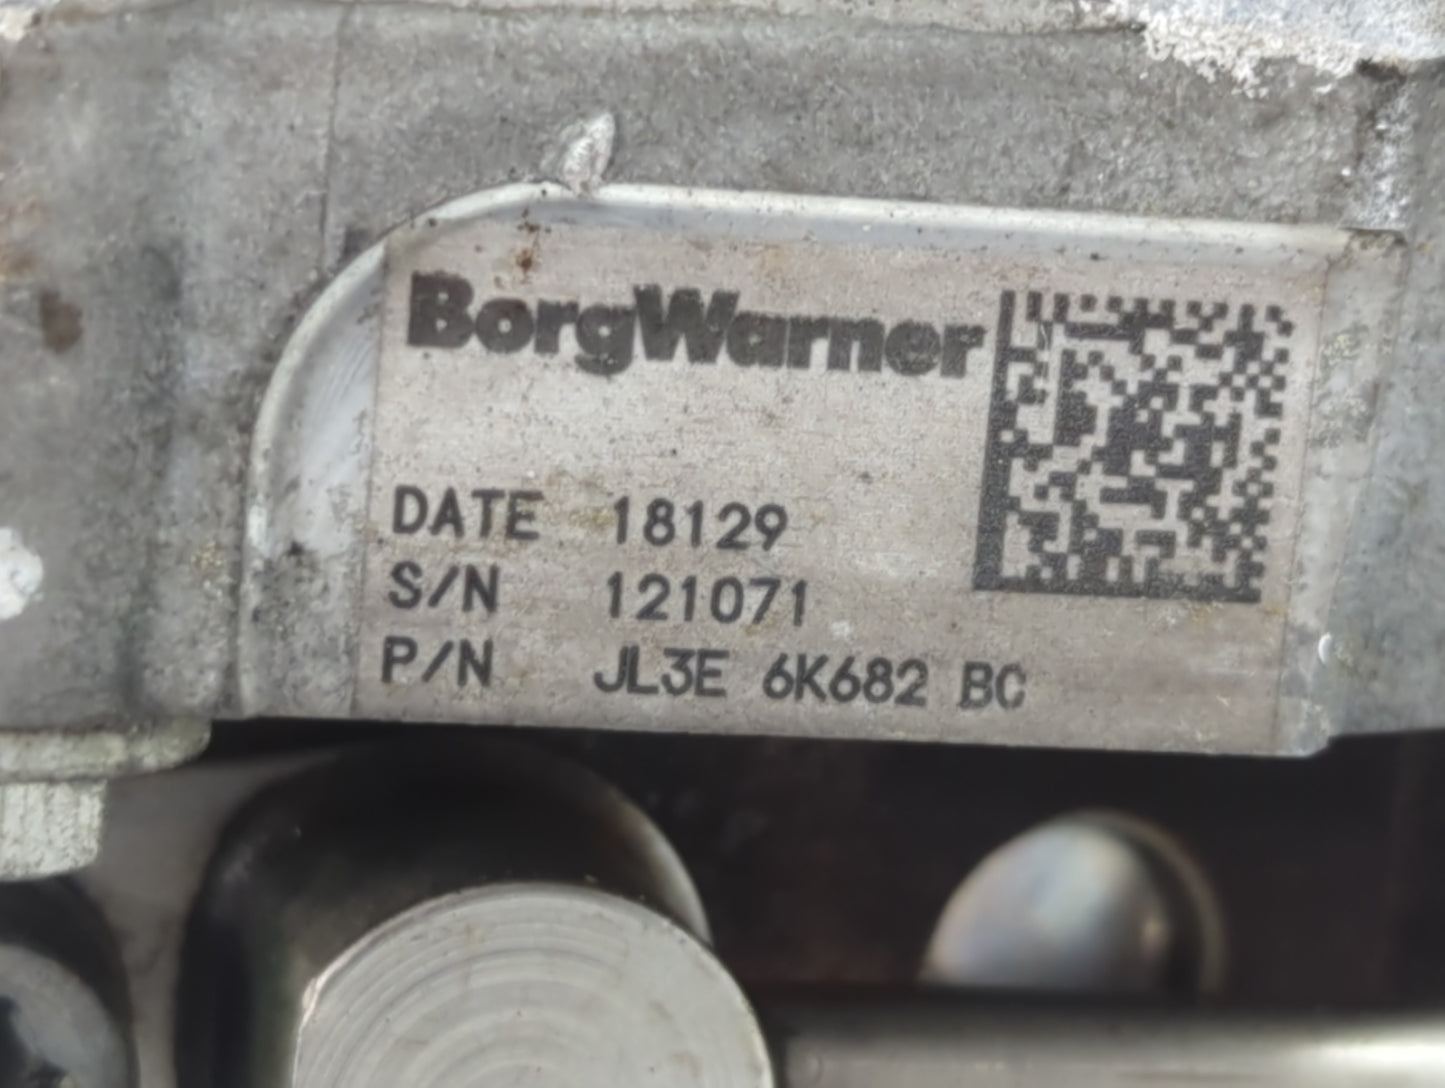 BorgWarner
DATE 18129
S/N 121071
P/N JL3E 6K682 BC